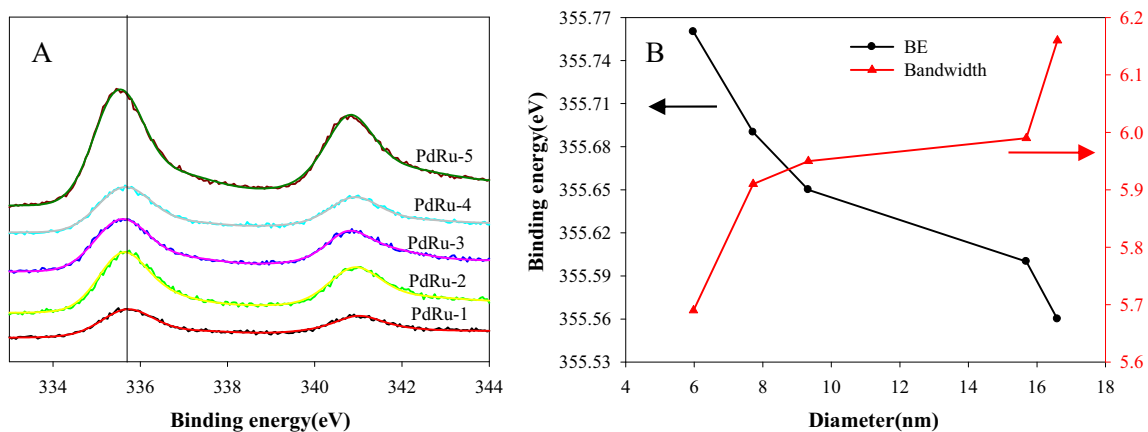 A
PdRu-5
PdRu-4
PdRu-3
PdRu-2
PdRu-1
334 336 338 340 342 344
Binding energy(eV)
B
BE
Bandwidth
355.77
355.74
355.71
355.68
355.65
355.62
355.59
355.56
355.53
Binding energy(eV)
6.2
6.1
6.0
5.9
5.8
5.7
5.6
4 6 8 10 12 14 16 18
Diameter(nm)